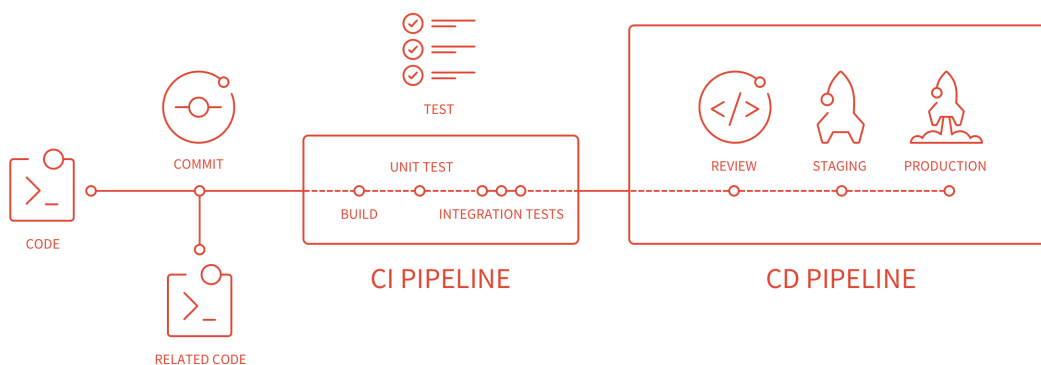 TEST
COMMIT
UNIT TEST
REVIEW
STAGING
PRODUCTION
BUILD
INTEGRATION TESTS
CODE
CI PIPELINE
CD PIPELINE
RELATED CODE